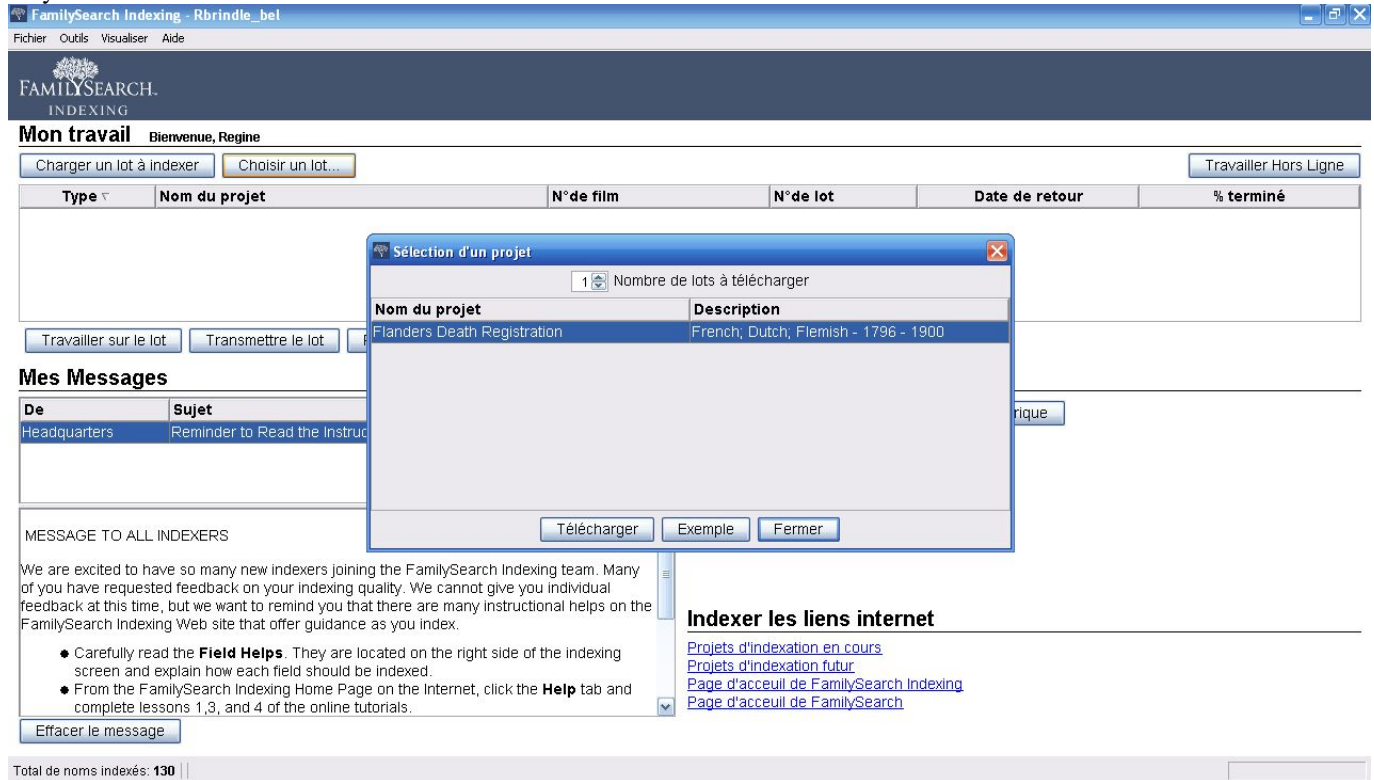 FamilySearch Indexing - Rbrindle_bel
Fichier Outils Visualiser Aide
FAMILYSEARCH™
INDEXING
Mon travail Bienvenue, Regine
Charger un lot à indexer Choisir un lot... Travailler Hors Ligne
Type Nom du projet N°de film N°de lot Date de retour % terminé
Sélection d'un projet
1 Nombre de lots à télécharger
Nom du projet Description
Flanders Death Registration French; Dutch; Flemish - 1796 - 1900
Travailler sur le lot Transmettre le lot
Mes Messages
De Sujet
rique
Headquarters Reminder to Read the Instruc
Télécharger Exemple Fermer
MESSAGE TO ALL INDEXERS
We are excited to have so many new indexers joining the FamilySearch Indexing team. Many
of you have requested feedback on your indexing quality. We cannot give you individual
feedback at this time, but we want to remind you that there are many instructional helps on the
FamilySearch Indexing Web site that offer guidance as you index.
● Carefully read the Field Helps. They are located on the right side of the indexing
screen and explain how each field should be indexed.
● From the FamilySearch Indexing Home Page on the Internet, click the Help tab and
complete lessons 1,3, and 4 of the online tutorials.
Effacer le message
Indexer les liens internet
Projets d'indexation en cours
Projets d'indexation futur
Page d'acceuil de FamilySearch Indexing
Page d'acceuil de FamilySearch
Total de noms indexés: 130